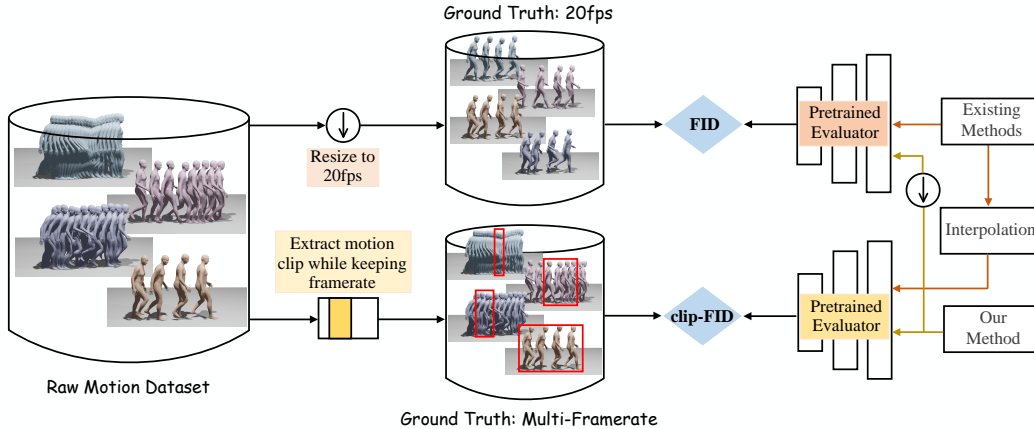 Ground Truth: 20fps
Resize to
20fps
FID
Pretrained
Evaluator
Existing
Methods
Interpolation
Extract motion
clip while keeping
framerate
clip-FID
Pretrained
Evaluator
Our
Method
Raw Motion Dataset
Ground Truth: Multi-Framerate